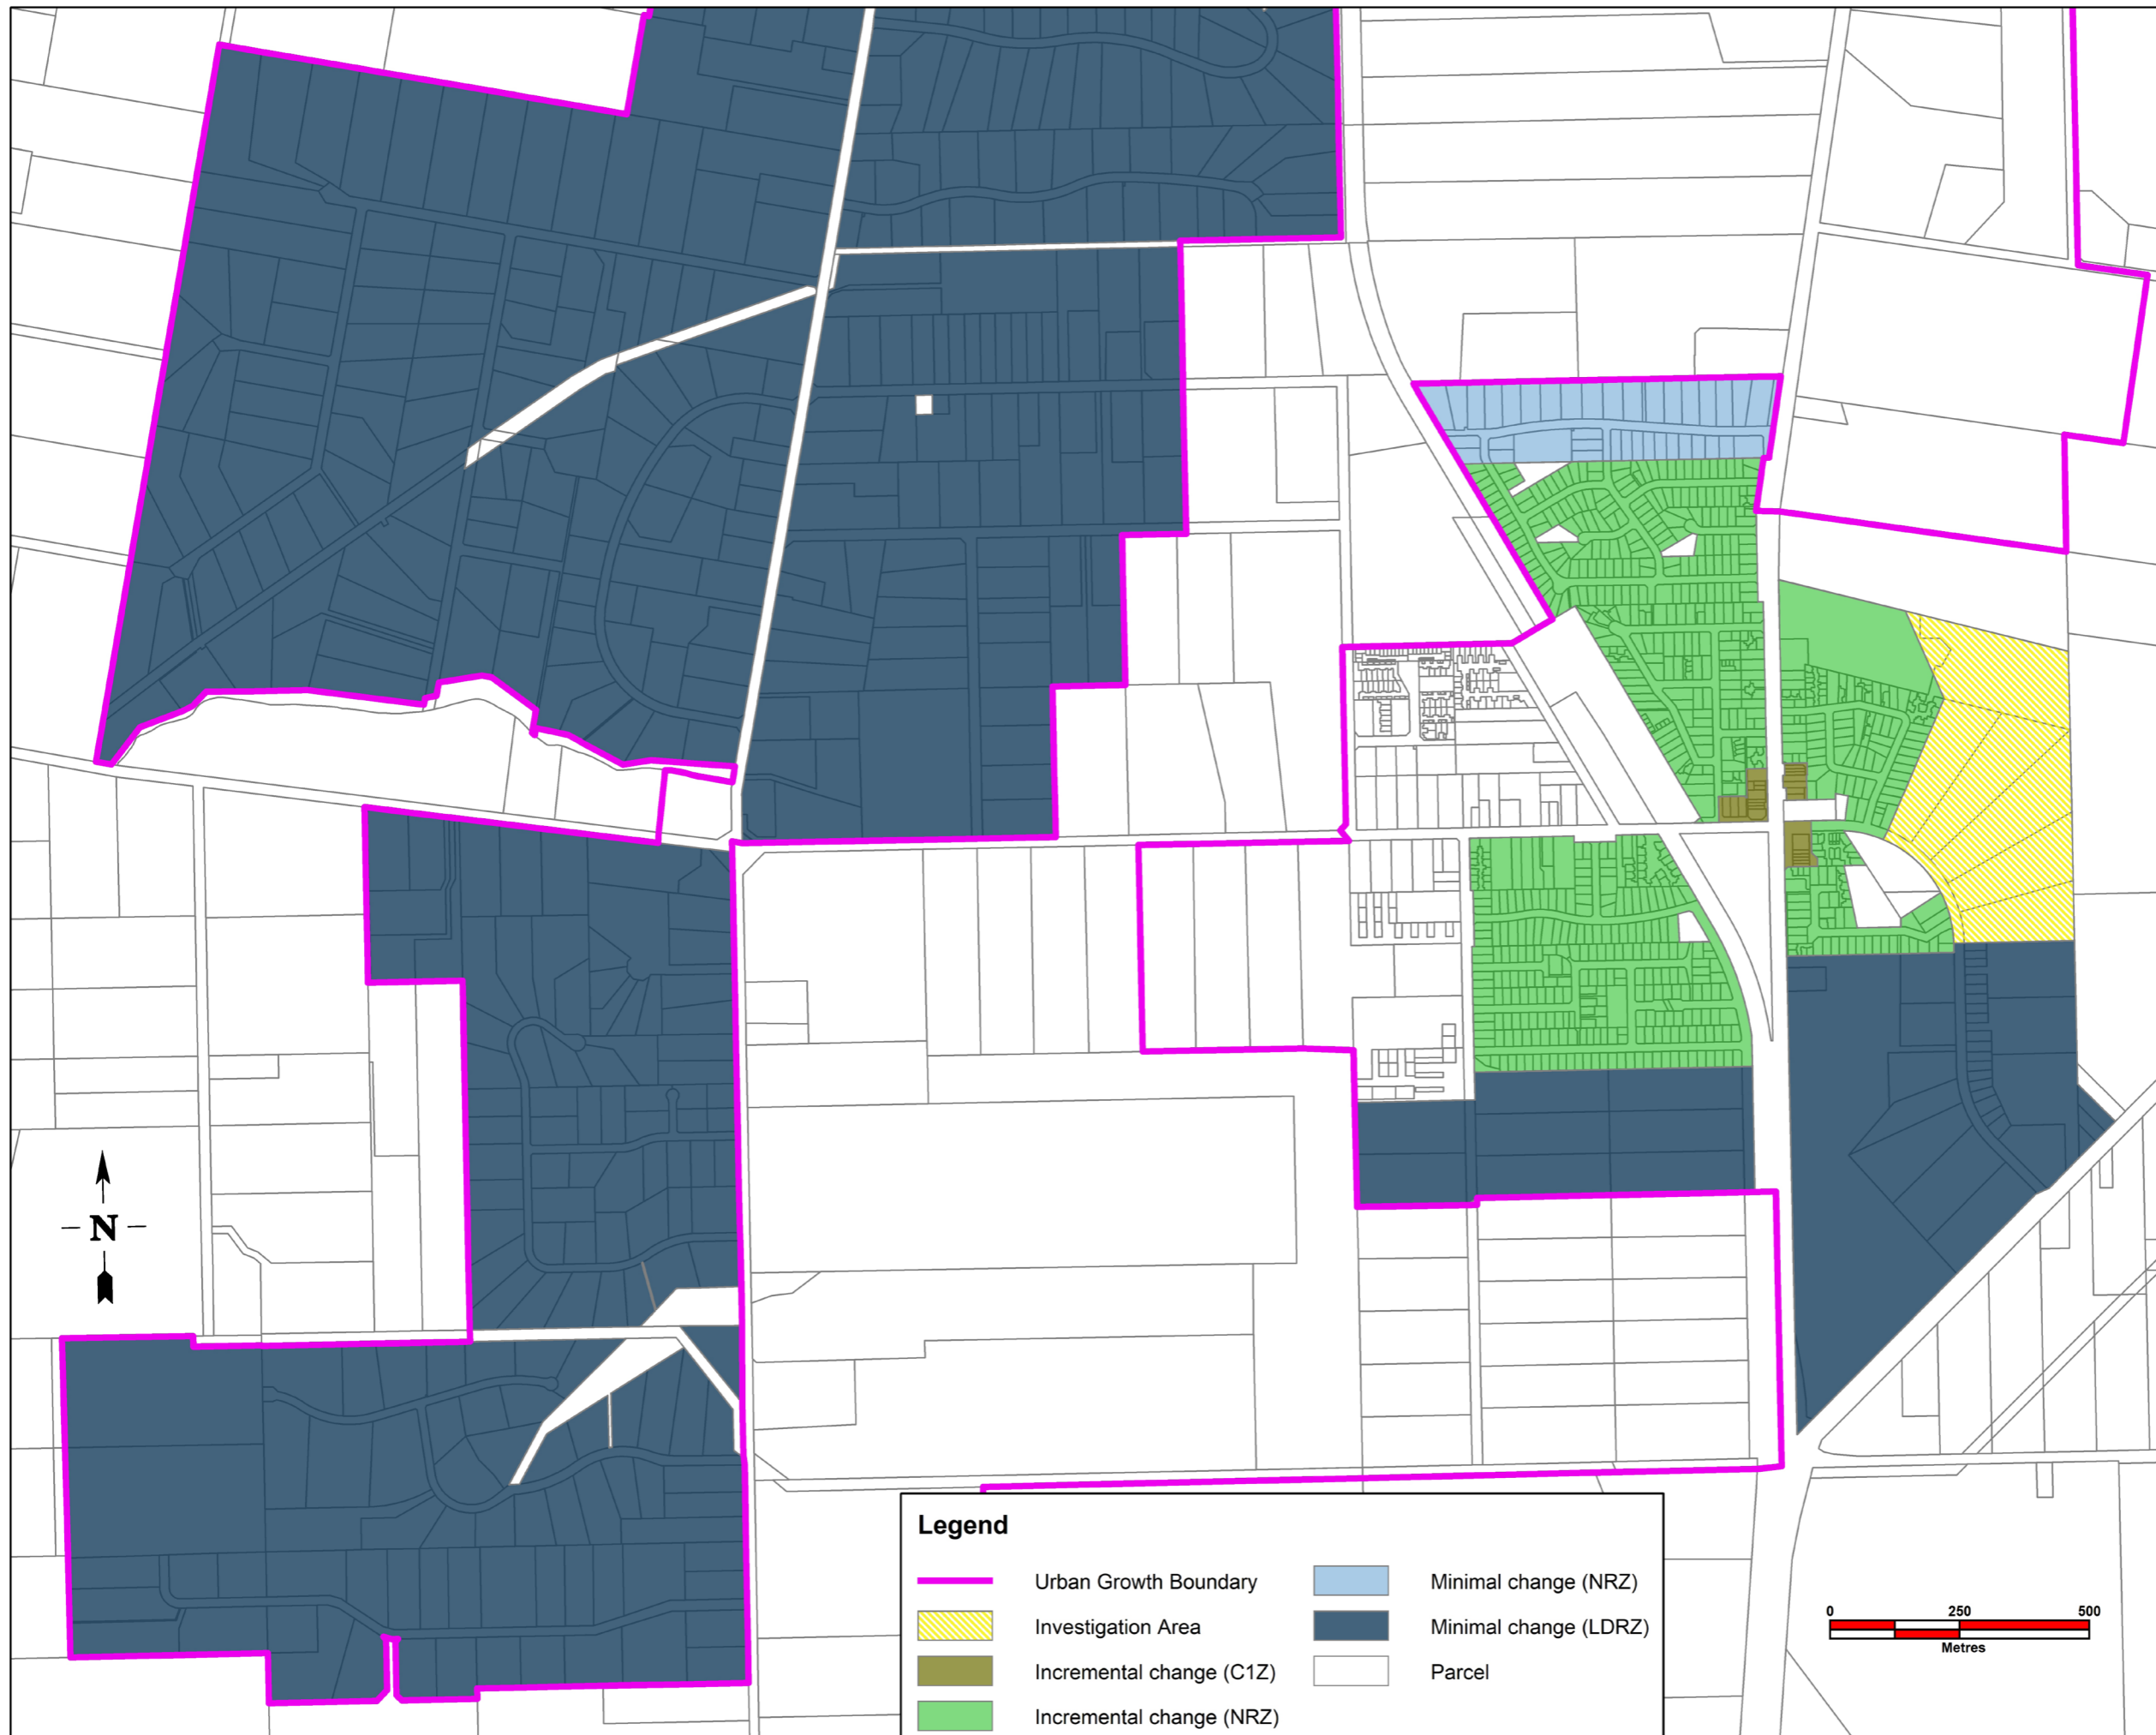 N
Legend
Urban Growth Boundary
Investigation Area
Incremental change (C1Z)
Incremental change (NRZ)
Minimal change (NRZ)
Minimal change (LDRZ)
Parcel
0 250 500
Metres